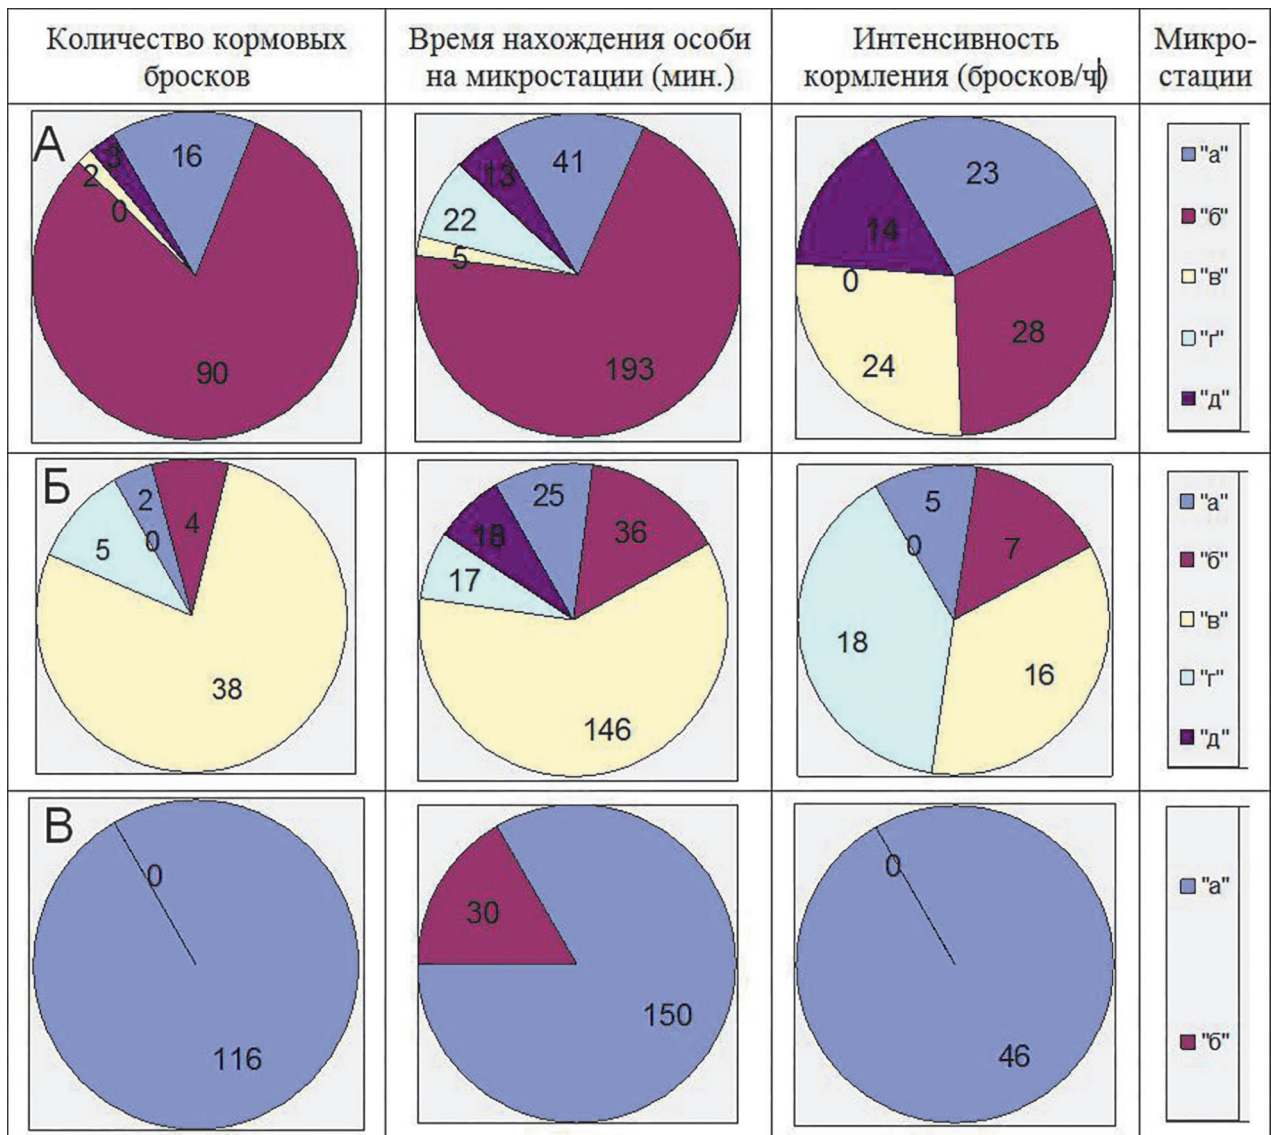 Количество кормовых
бросков
Время нахождения особи
на микростации (мин.)
Интенсивность
кормления (бросков/ч)
Микро-
стации
А
16
90
2
0
3
41
193
5
22
13
23
28
24
0
14
"а"
"б"
"в"
"г"
"д"
Б
2
4
38
5
0
25
36
146
17
18
5
7
16
18
0
"а"
"б"
"в"
"г"
"д"
В
0
116
30
150
0
46
"а"
"б"